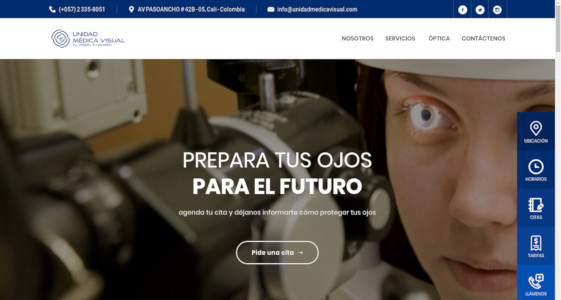 (+057) 2 335-8051
AV PASOANCHO # 42B - 05, Cali - Colombia
info@unidadmedicavisual.com
UNIDAD
MÉDICA VISUAL
NOSOTROS
SERVICIOS
ÓPTICA
CONTÁCTENOS
PREPARA TUS OJOS
PARA EL FUTURO
agenda tu cita y déjanos informarte cómo proteger tus ojos
Pide una cita →
UBICACIÓN
HORARIOS
CITAS
TARIFAS
LLÁMENOS